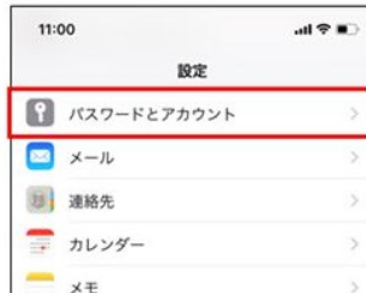 11:00
設定
パスワードとアカウント
メール
連絡先
カレンダー
メモ